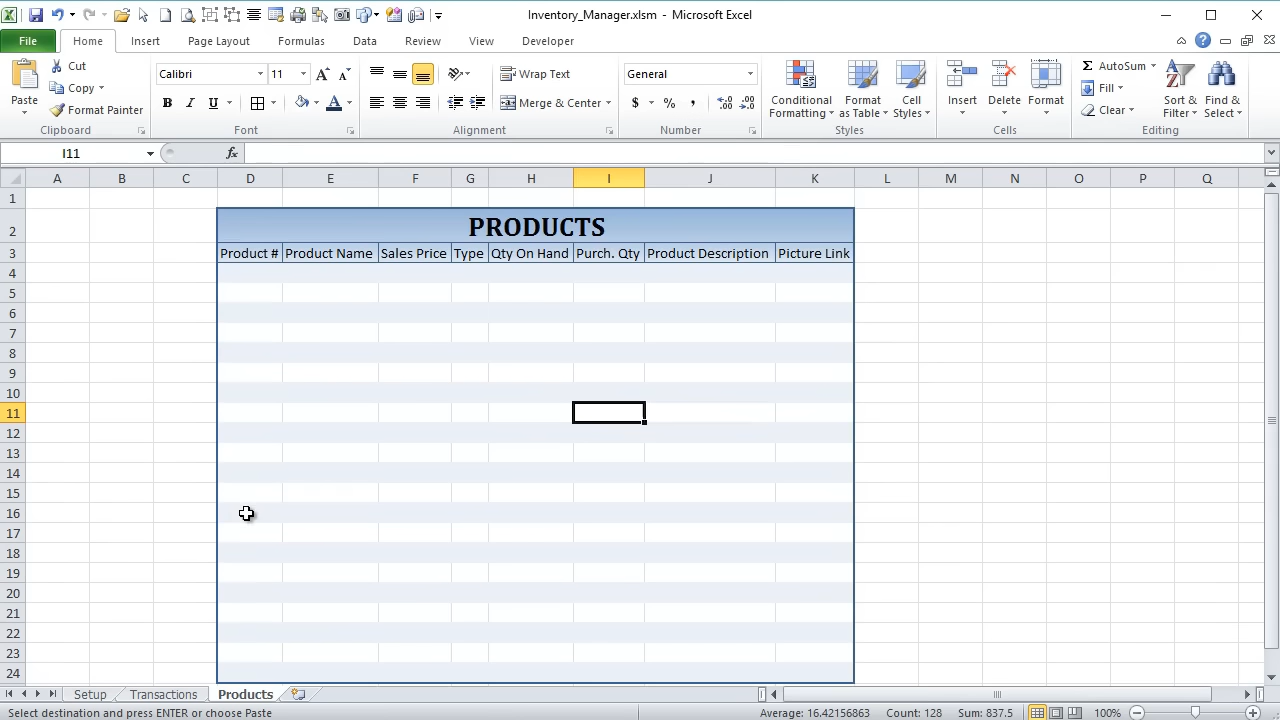 Inventory_Manager.xlsm - Microsoft Excel
File Home Insert Page Layout Formulas Data Review View Developer
Paste Cut Calibri 11 Wrap Text General Conditional Formatting Format as Table Cell Styles Insert Delete Format AutoSum Sort & Filter Find & Select
Copy Fill
Format Painter B I U Merge & Center $ % , Clear
Clipboard Font Alignment Number Styles Cells Editing
I11 fx
A B C D E F G H I J K L M N O P Q
1
2 PRODUCTS
3 Product # Product Name Sales Price Type Qty On Hand Purch. Qty Product Description Picture Link
4
5
6
7
8
9
10
11
12
13
14
15
16
17
18
19
20
21
22
23
24
Setup Transactions Products
Select destination and press ENTER or choose Paste Average: 16.42156863 Count: 128 Sum: 837.5 100%